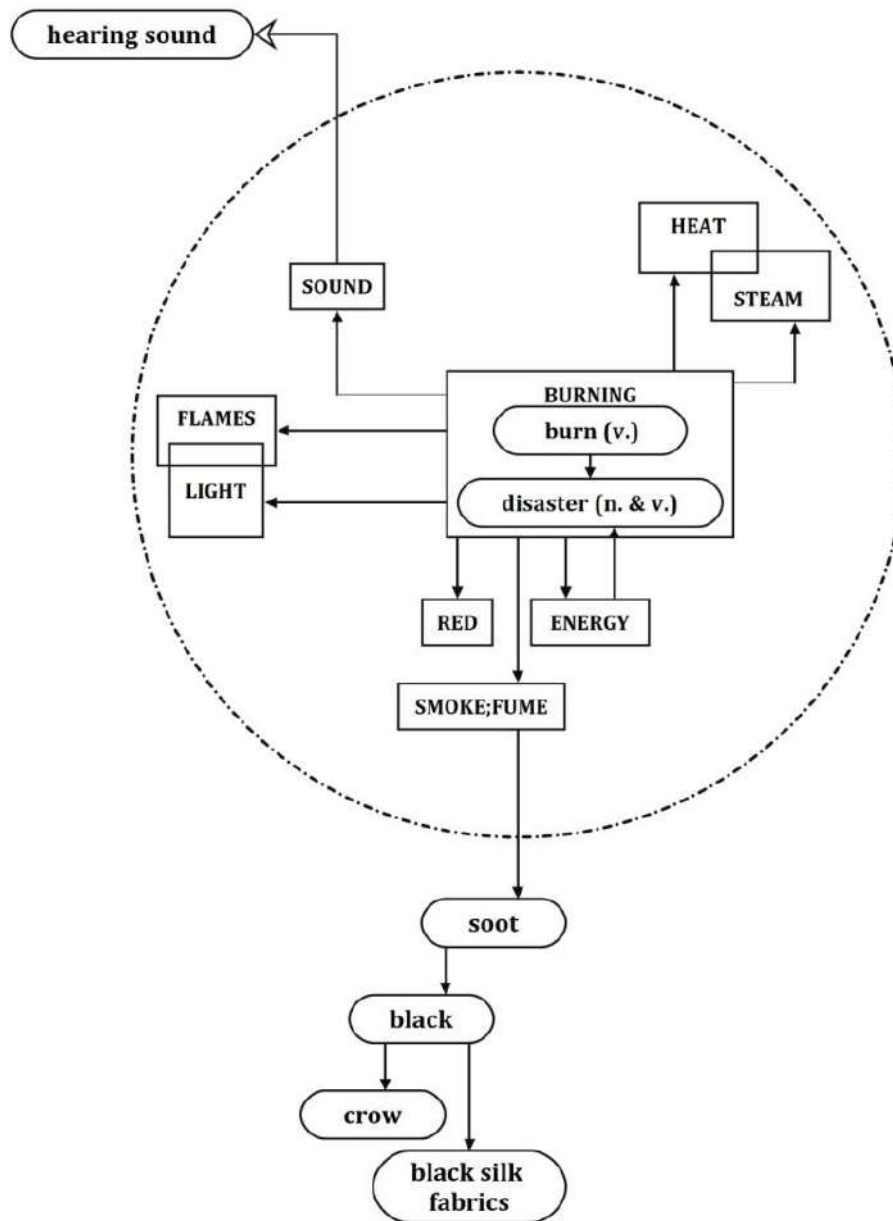 hearing sound
HEAT
SOUND
STEAM
BURNING
FLAMES
burn (v.)
LIGHT
disaster (n. & v.)
RED
ENERGY
SMOKE;FUME
soot
black
crow
black silk
fabrics